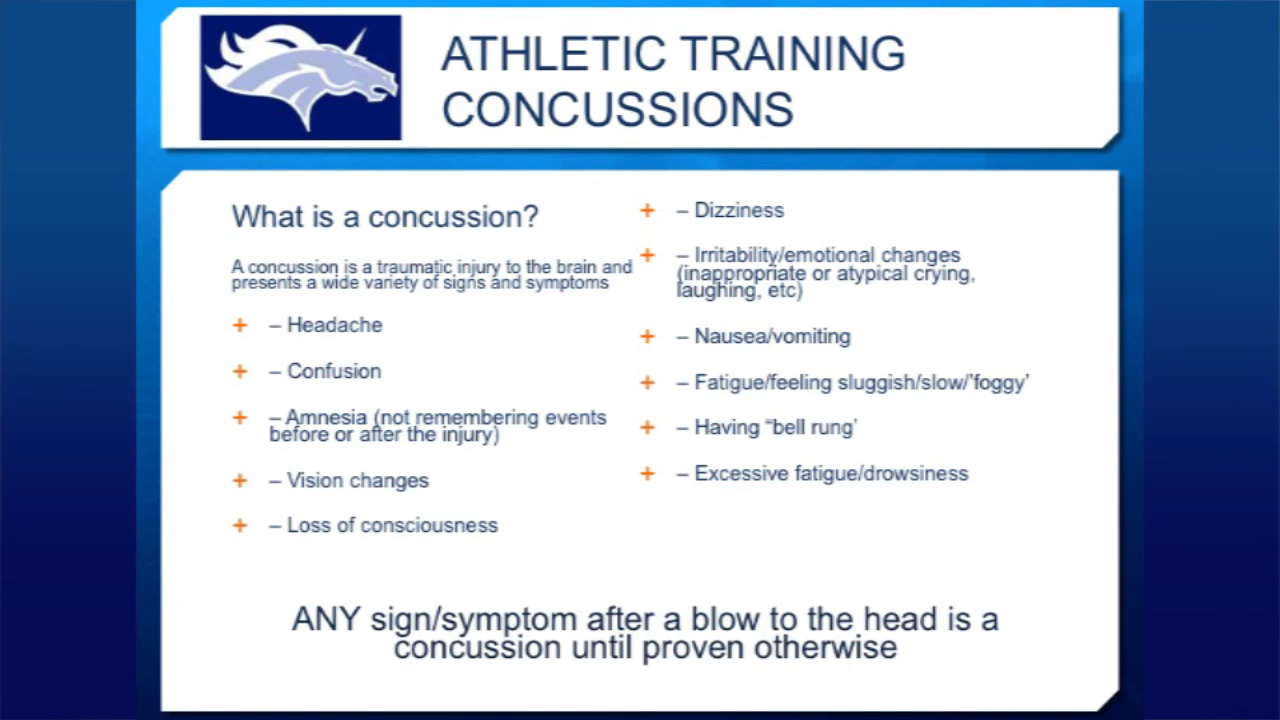 ATHLETIC TRAINING
CONCUSSIONS
What is a concussion?
A concussion is a traumatic injury to the brain and
presents a wide variety of signs and symptoms
+ – Headache
+ – Confusion
+ – Amnesia (not remembering events
before or after the injury)
+ – Vision changes
+ – Loss of consciousness
+ – Dizziness
+ – Irritability/emotional changes
(inappropriate or atypical crying,
laughing, etc)
+ – Nausea/vomiting
+ – Fatigue/feeling sluggish/slow/'foggy’
+ – Having “bell rung’
+ – Excessive fatigue/drowsiness
ANY sign/symptom after a blow to the head is a
concussion until proven otherwise